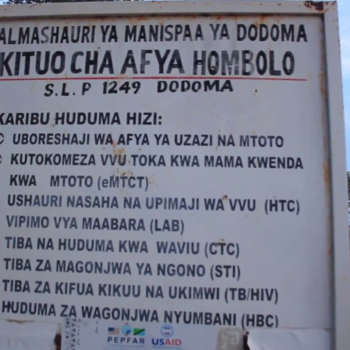 ALMASHAURI YA MANISPAA YA DODOMA
KITUO CHA AFYA HOMBOLO
S.L.P 1249 DODOMA
KARIBU HUDUMA HIZI:
UBORESHAJI WA AFYA YA UZAZI NA MTOTO
KUTOKOMEZA VVU TOKA KWA MAMA KWENDA
KWA MTOTO (eMTCT)
USHAURI NASAHA NA UPIMAJI WA VVU (HTC)
VIPIMO VYA MAABARA (LAB)
TIBA NA HUDUMA KWA WAVIU (CTC)
TIBA ZA MAGONJWA YA NGONO (STI)
TIBA ZA KIFUA KIKUU NA UKIMWI (TB/HIV)
HUDUMA ZA WAGONJWA NYUMBANI (HBC)
PEPFAR USAID